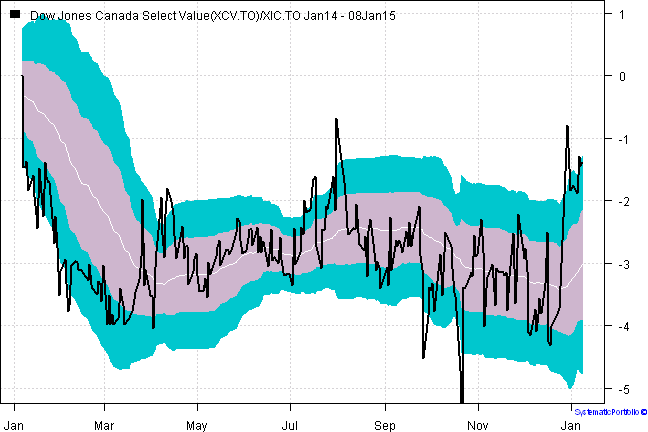 Dow Jones Canada Select Value(XCV.TO)/XIC.TO Jan14 - 08Jan15
1
0
-1
-2
-3
-4
-5
Jan Mar May Jul Sep Nov Jan
SystematicPortfolio ©